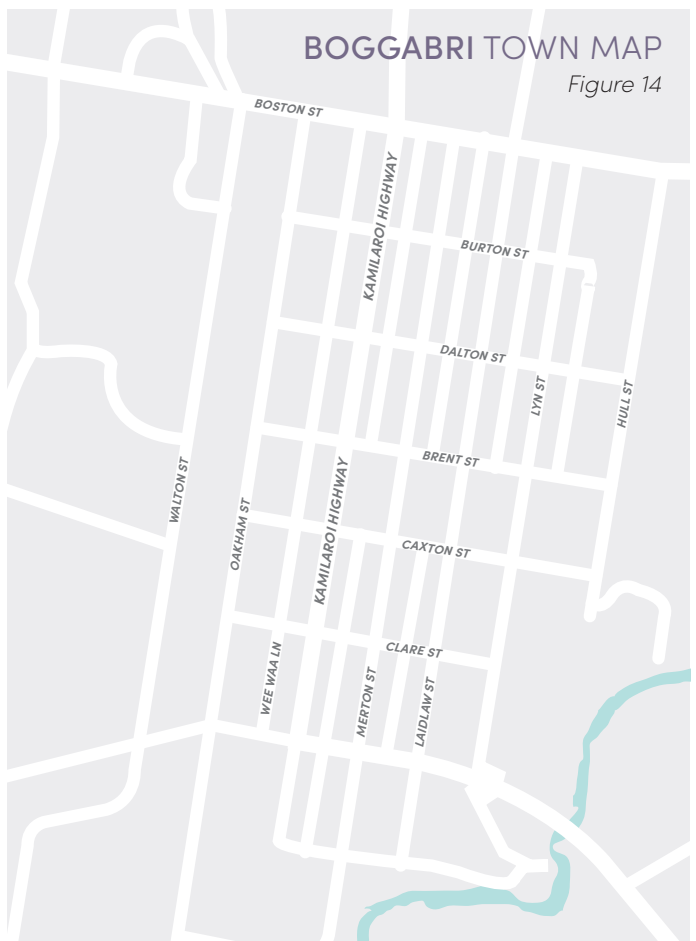 BOGGABRI TOWN MAP
Figure 14
BOSTON ST
KAMILAROI HIGHWAY
BURTON ST
DALTON ST
LYN ST
HULL ST
BRENT ST
WALTON ST
KAMILAROI HIGHWAY
OAKHAM ST
CAXTON ST
CLARE ST
WEE WAA LN
MERTON ST
LAIDLAW ST